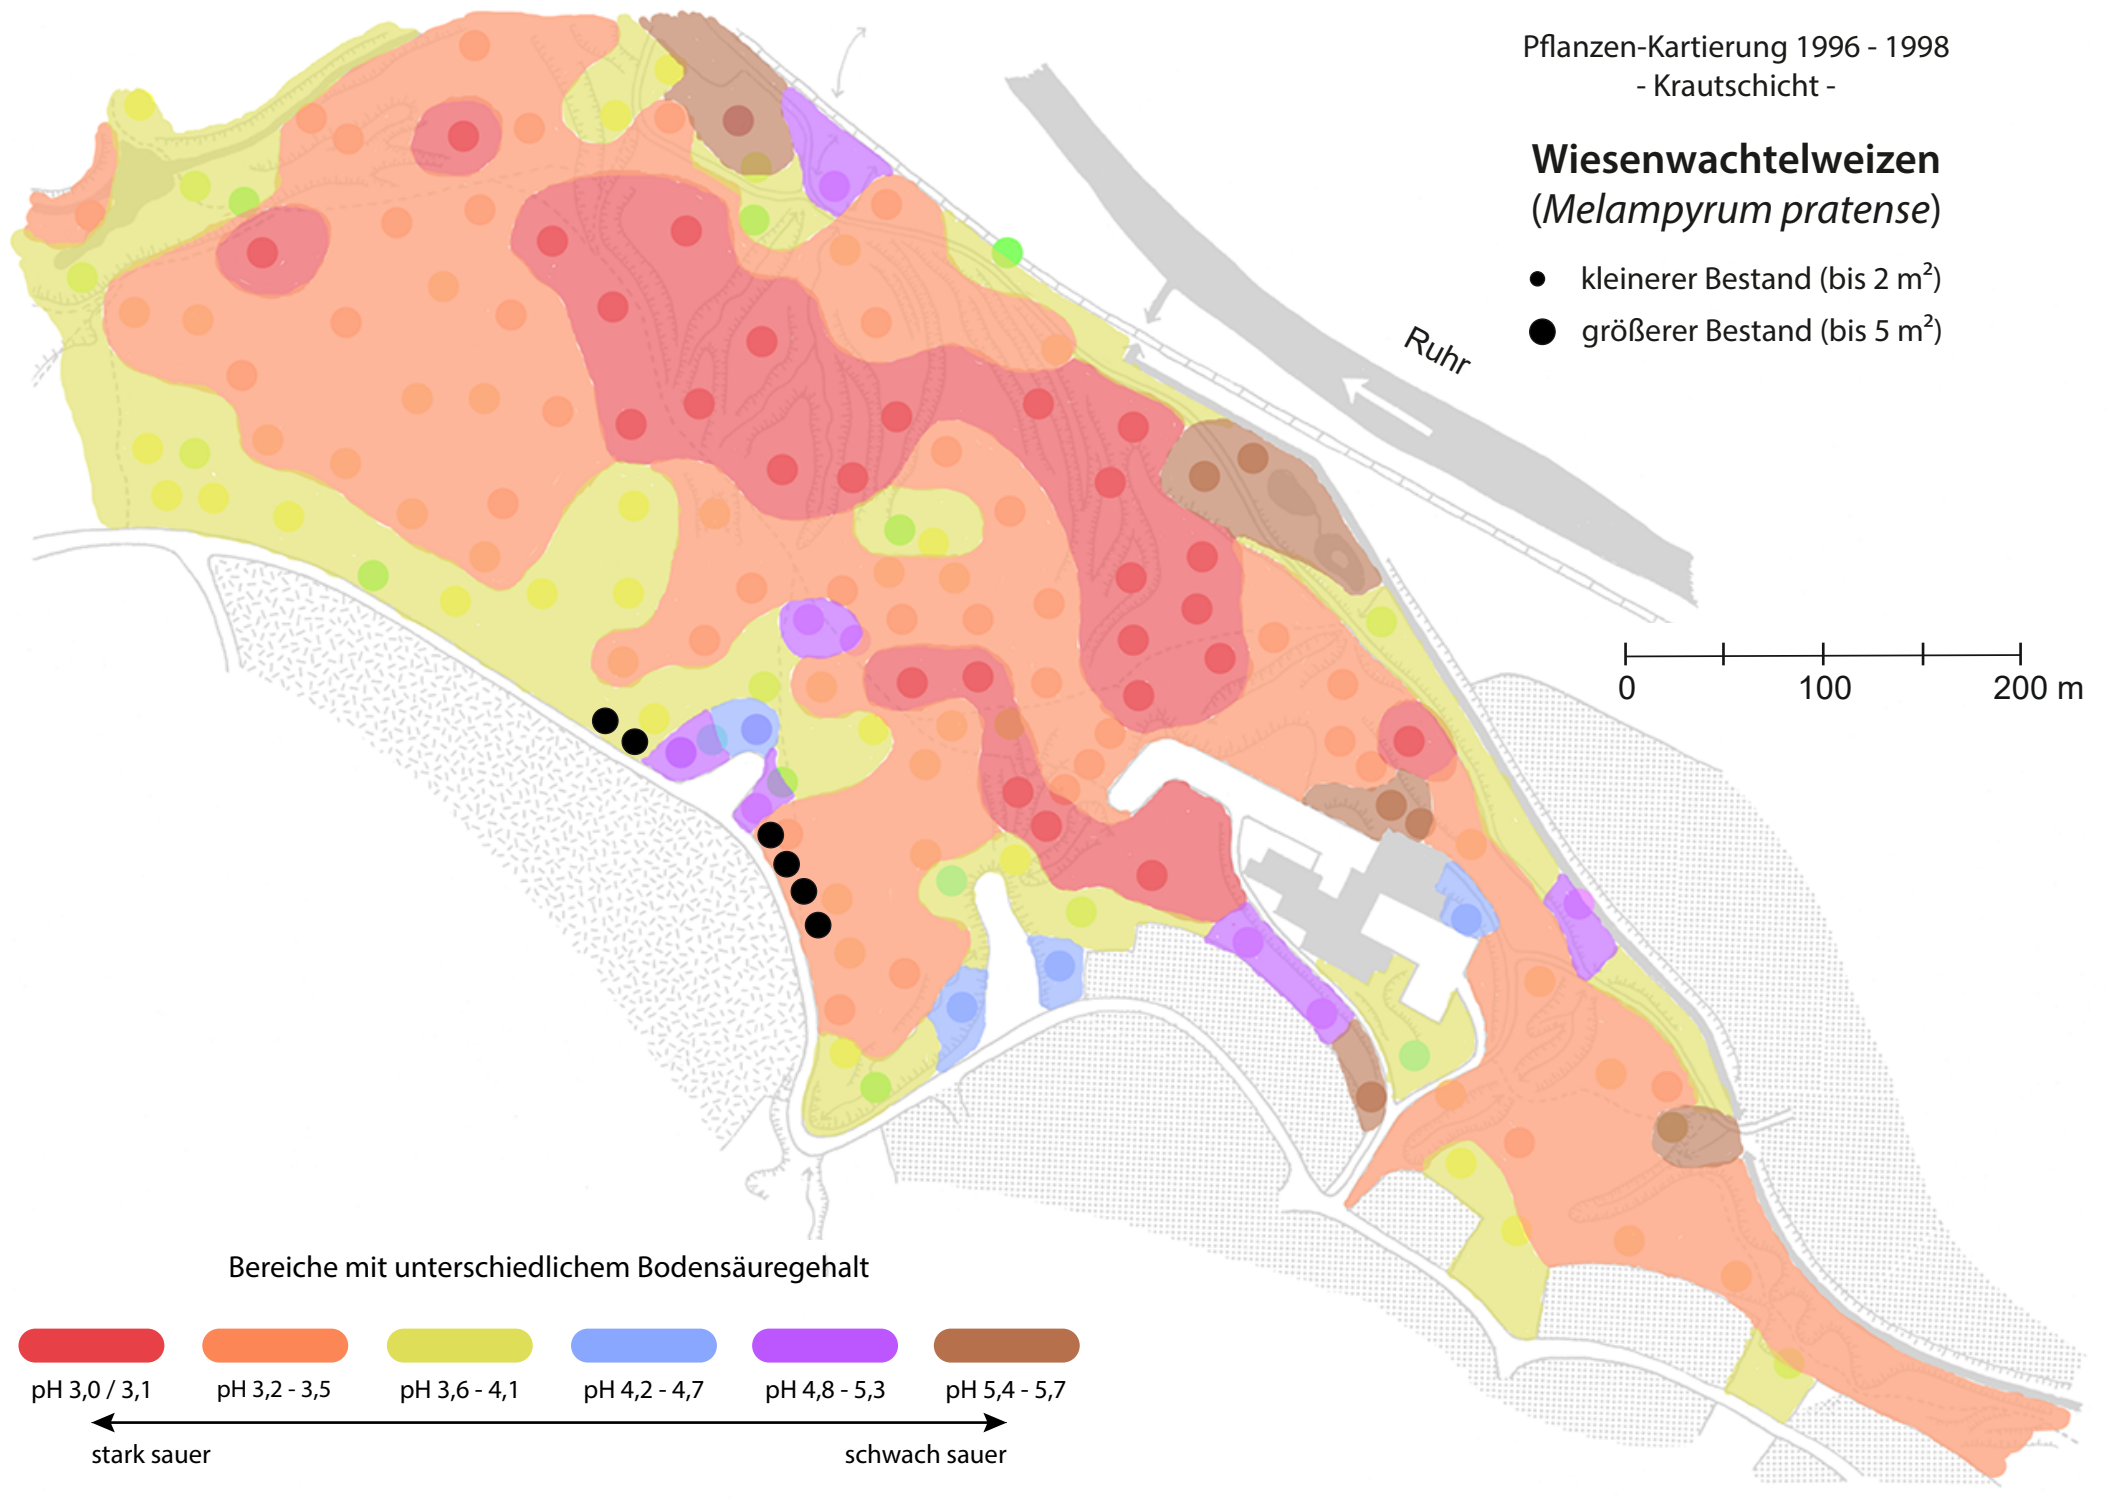 Pflanzen-Kartierung 1996 - 1998
- Krautschicht -
Wiesenwachtelweizen
(Melampyrum pratense)
kleinerer Bestand (bis 2 m²)
größerer Bestand (bis 5 m²)
Ruhr
0 100 200 m
Bereiche mit unterschiedlichem Bodensäuregehalt
pH 3,0 / 3,1 pH 3,2 - 3,5 pH 3,6 - 4,1 pH 4,2 - 4,7 pH 4,8 - 5,3 pH 5,4 - 5,7
stark sauer schwach sauer